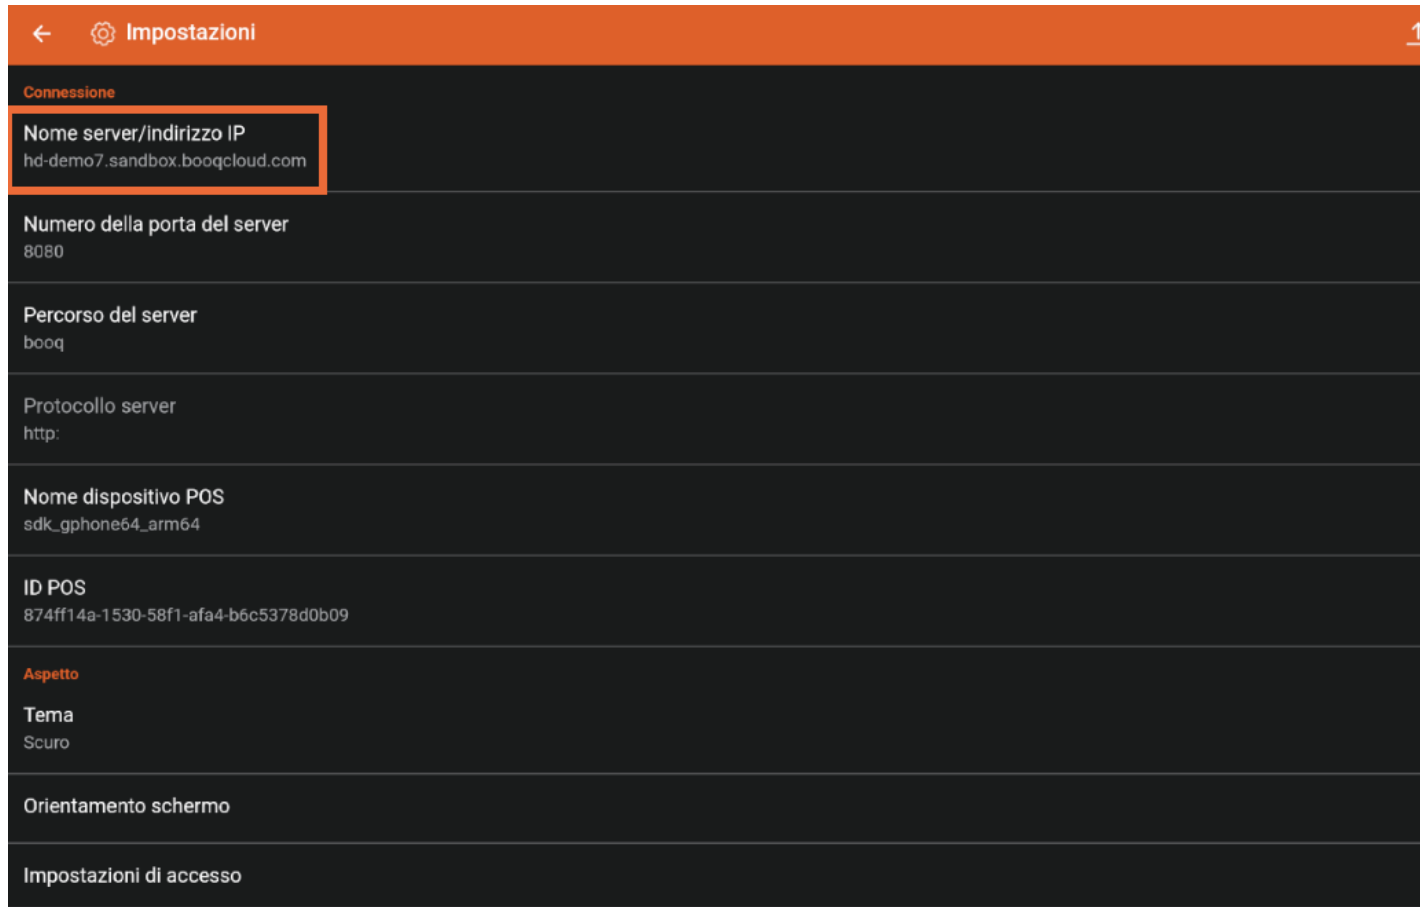 Impostazioni
Connessione
Nome server/indirizzo IP
hd-demo7.sandbox.booqcloud.com
Numero della porta del server
8080
Percorso del server
booq
Protocollo server
http:
Nome dispositivo POS
sdk_gphone64_arm64
ID POS
874ff14a-1530-58f1-afa4-b6c5378d0b09
Aspetto
Tema
Scuro
Orientamento schermo
Impostazioni di accesso